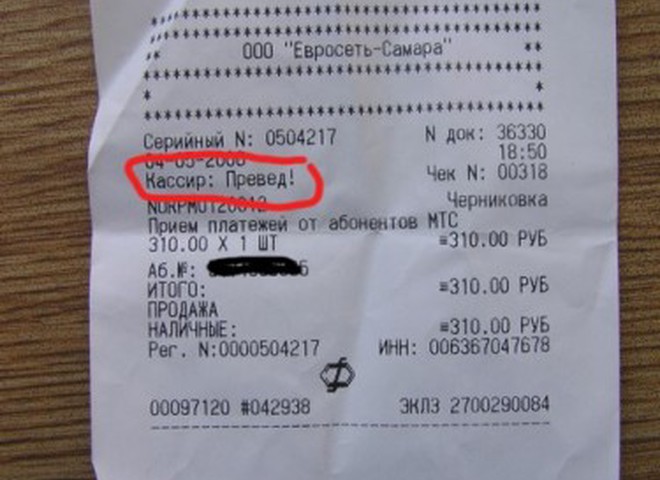 ***********************************
***********************************
** ООО "Евросеть-Самара" **
***********************************
* *
***********************************
Серийный N: 0504217 N док: 36330
18:50
Кассир: Превед! Чек N: 00318
Черниковка
Прием платежей от абонентов МТС
310.00 X 1 ШТ ≡310.00 РУБ
Аб.№:
ИТОГО: ≡310.00 РУБ
ПРОДАЖА
НАЛИЧНЫЕ: ≡310.00 РУБ
Рег. N:0000504217 ИНН: 006367047678
00097120 #042938 ЭКЛЗ 2700290084